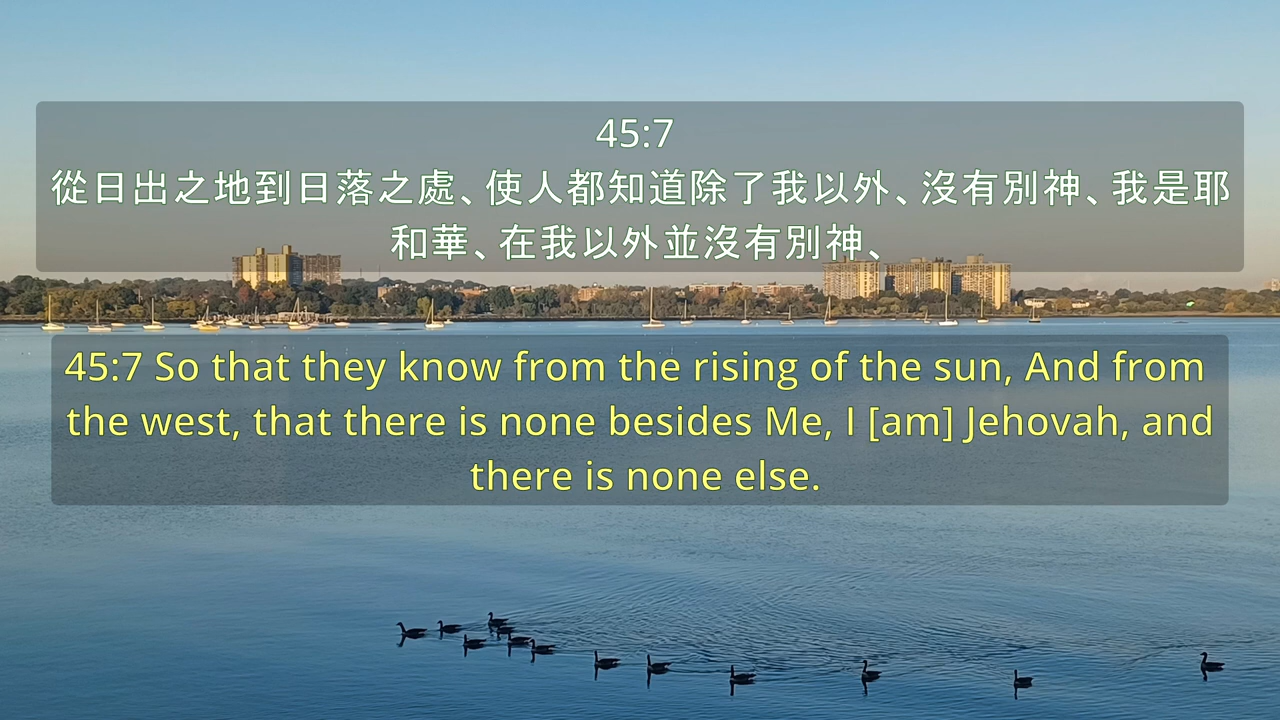 45:7
從日出之地到日落之處、使人都知道除了我以外、沒有別神、我是耶
和華、在我以外並沒有別神、
45:7 So that they know from the rising of the sun, And from
the west, that there is none besides Me, I [am] Jehovah, and
there is none else.